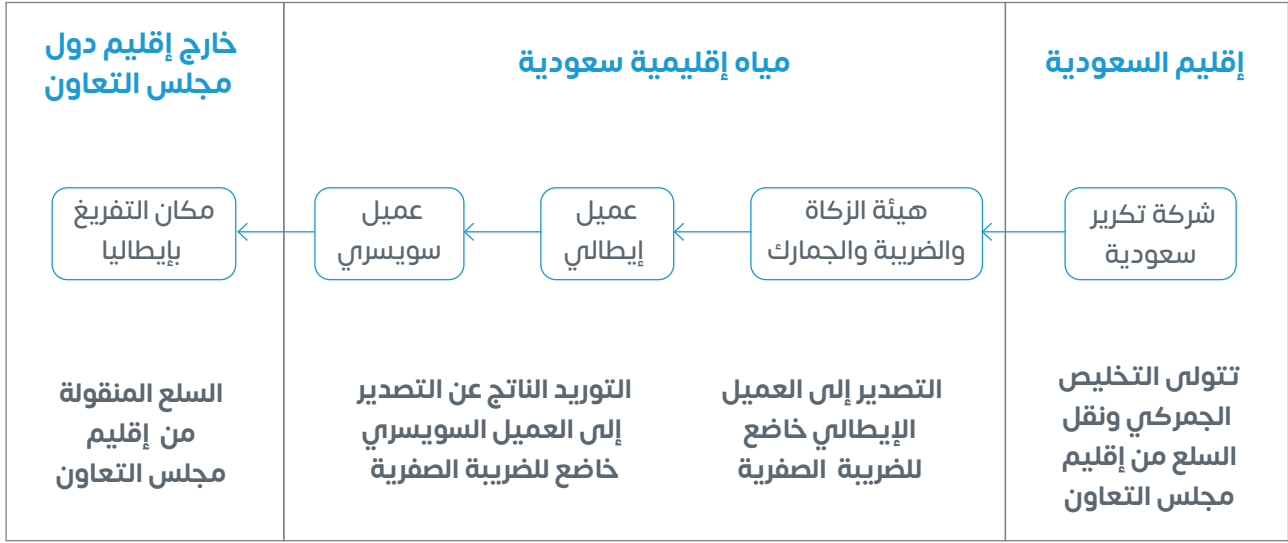 إقليم السعودية
مياه إقليمية سعودية
خارج إقليم دول
مجلس التعاون
شركة تكرير
سعودية
هيئة الزكاة
والضريبة والجمارك
عميل
إيطالي
عميل
سويسري
مكان التفريغ
بإيطاليا
تتولى التخليص
الجمركي ونقل
السلع من إقليم
مجلس التعاون
التصدير إلى العميل
الإيطالي خاضع
للضريبة الصفرية
التوريد الناتج عن التصدير
إلى العميل السويسري
خاضع للضريبة الصفرية
السلع المنقولة
من إقليم
مجلس التعاون